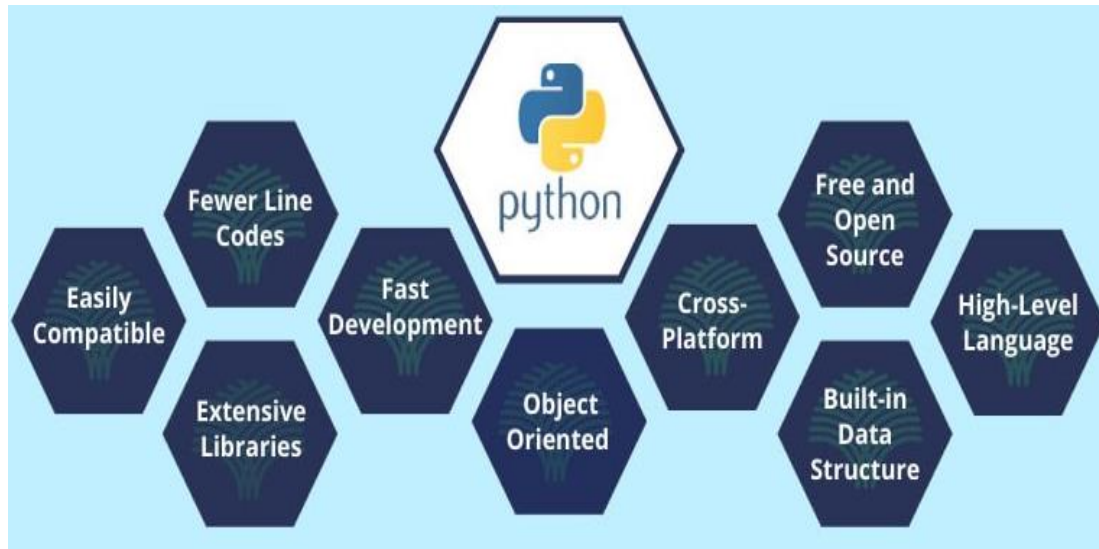 python
Fewer Line
Codes
Free and
Open
Source
Easily
Compatible
Fast
Development
Cross-
Platform
High-Level
Language
Extensive
Libraries
Object
Oriented
Built-in
Data
Structure